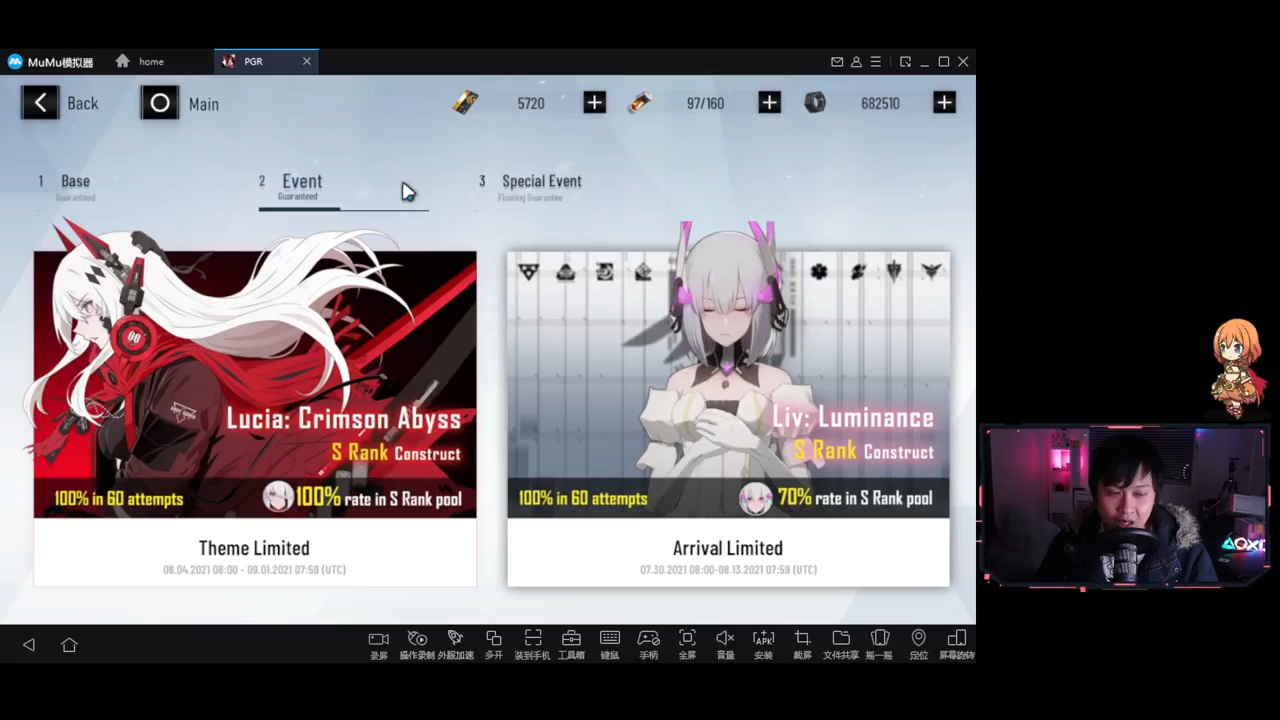 MuMu模拟器
home
PGR
Back
Main
5720
97/160
682510
1 Base
Guaranteed
2 Event
Guaranteed
3 Special Event
Floating Guarantee
Lucia: Crimson Abyss
S Rank Construct
100% in 60 attempts
100% rate in S Rank pool
Theme Limited
08.04.2021 08:00 - 09.01.2021 07:59 (UTC)
Liv: Luminance
S Rank Construct
100% in 60 attempts
70% rate in S Rank pool
Arrival Limited
07.30.2021 08:00-08.13.2021 07:59 (UTC)
录屏
操作录制
外服加速
多开
装到手机
工具箱
键鼠
手柄
全屏
音量
APK
安装
截屏
文件共享
摇一摇
定位
屏幕旋转